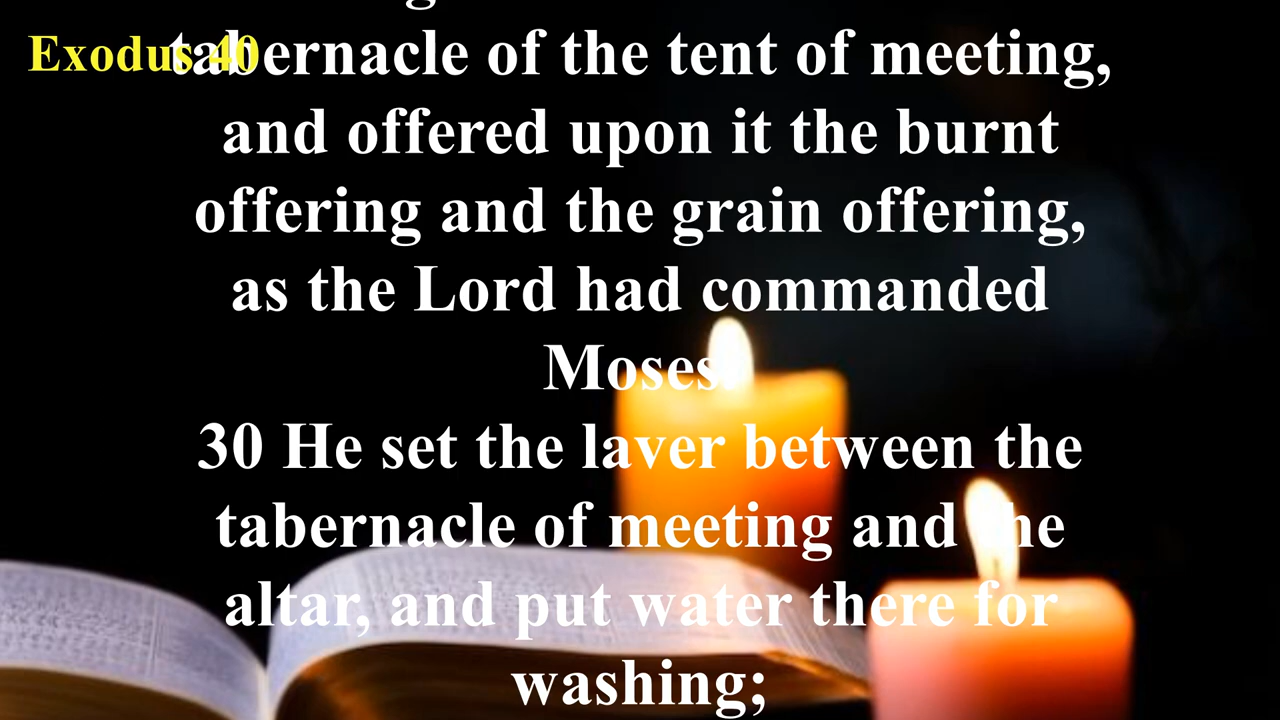 Exodus 40
tabernacle of the tent of meeting,
and offered upon it the burnt
offering and the grain offering,
as the Lord had commanded
Moses.
30 He set the laver between the
tabernacle of meeting and the
altar, and put water there for
washing;